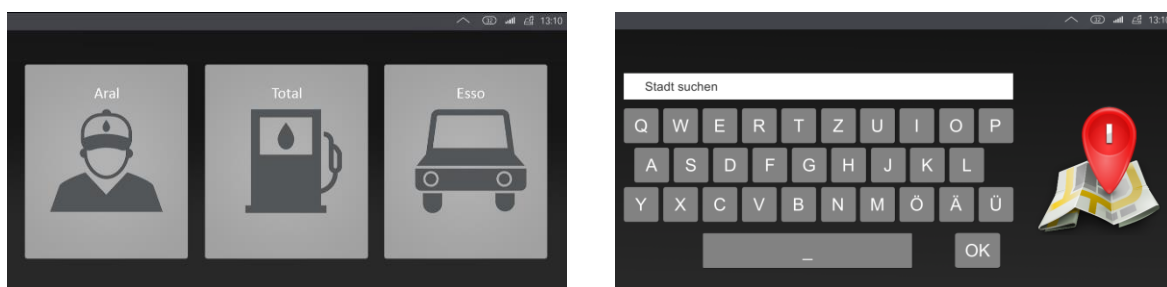 13:10
Aral
Total
Esso
13:10
Stadt suchen
Q W E R T Z U I O P
A S D F G H J K L
Y X C V B N M Ö Ä Ü
_ OK